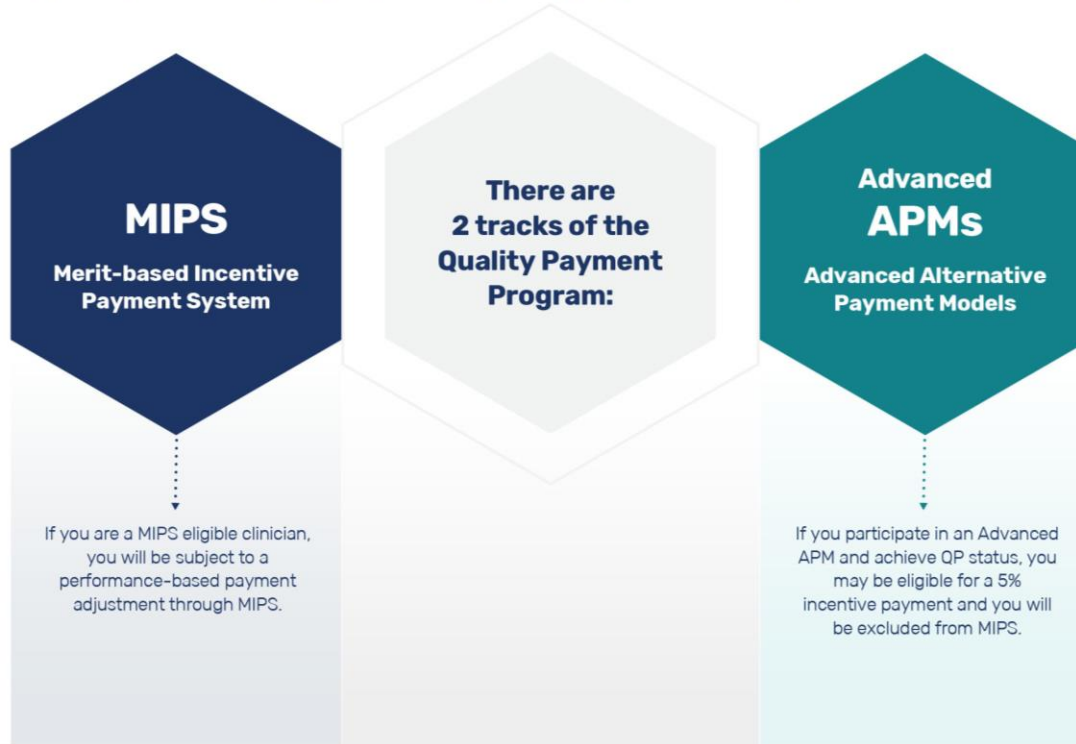 MIPS
Merit-based Incentive
Payment System
If you are a MIPS eligible clinician,
you will be subject to a
performance-based payment
adjustment through MIPS.
There are
2 tracks of the
Quality Payment
Program:
Advanced
APMs
Advanced Alternative
Payment Models
If you participate in an Advanced
APM and achieve QP status, you
may be eligible for a 5%
incentive payment and you will
be excluded from MIPS.